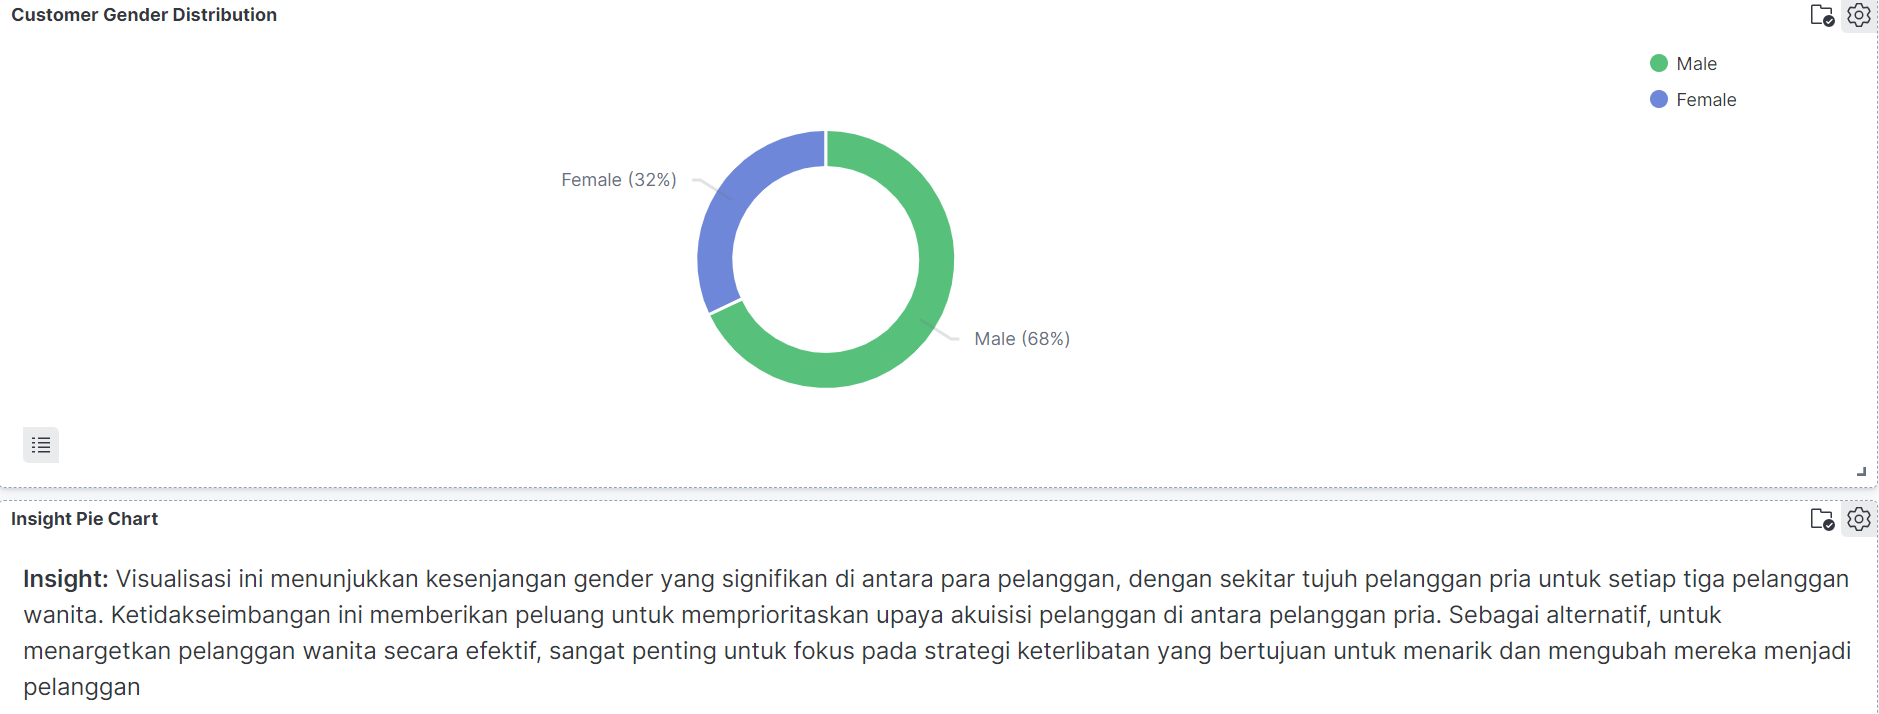 Customer Gender Distribution
Male
Female
Female (32%)
Male (68%)
Insight Pie Chart
Insight: Visualisasi ini menunjukkan kesenjangan gender yang signifikan di antara para pelanggan, dengan sekitar tujuh pelanggan pria untuk setiap tiga pelanggan
wanita. Ketidakseimbangan ini memberikan peluang untuk memprioritaskan upaya akuisisi pelanggan di antara pelanggan pria. Sebagai alternatif, untuk
menargetkan pelanggan wanita secara efektif, sangat penting untuk fokus pada strategi keterlibatan yang bertujuan untuk menarik dan mengubah mereka menjadi
pelanggan